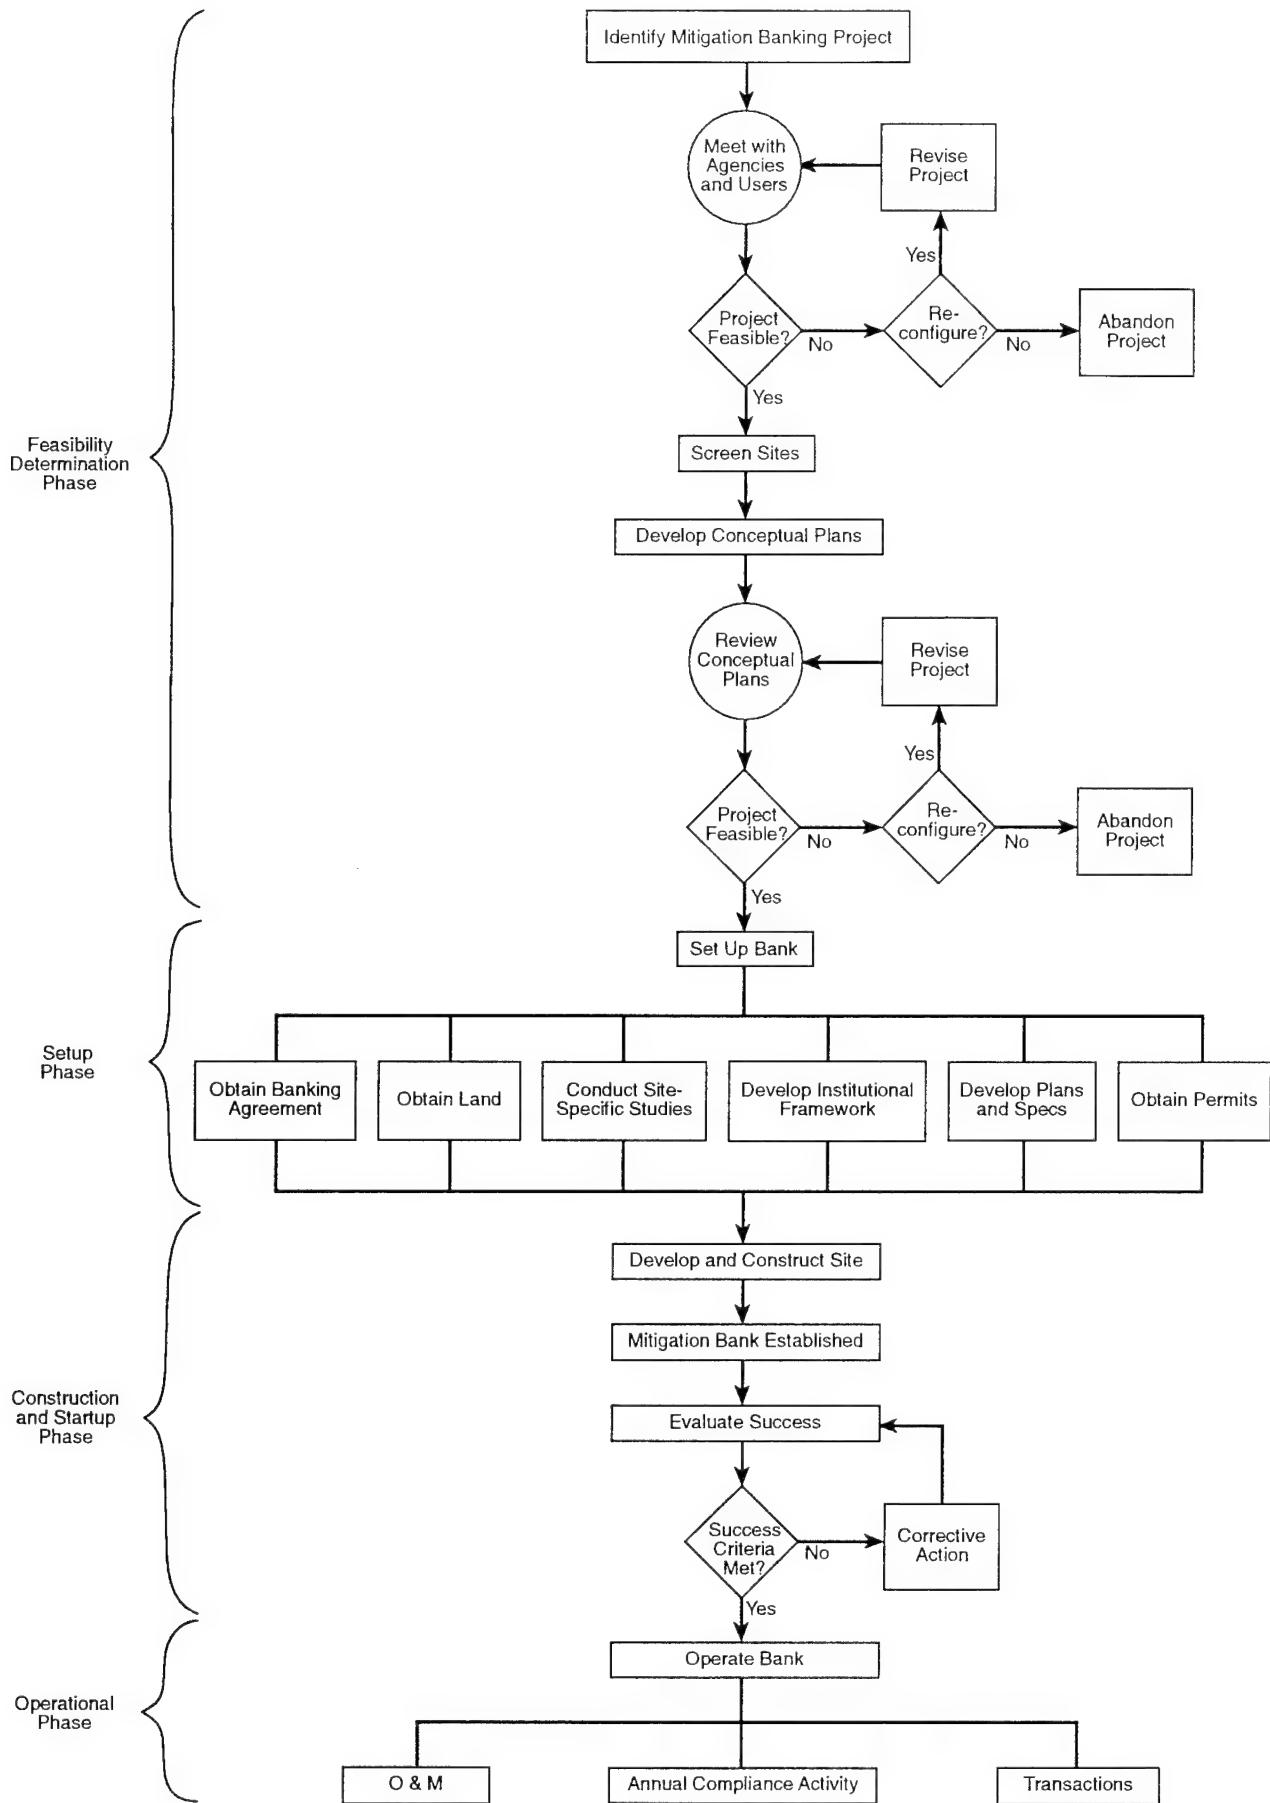 Identify Mitigation Banking Project
Meet with
Agencies
and Users
Revise
Project
Yes
Project
Feasible?
No
Re-
configure?
No
Abandon
Project
Yes
Screen Sites
Feasibility
Determination
Phase
Develop Conceptual Plans
Review
Conceptual
Plans
Revise
Project
Yes
Project
Feasible?
No
Re-
configure?
No
Abandon
Project
Yes
Set Up Bank
Setup
Phase
Obtain Banking
Agreement
Obtain Land
Conduct Site-
Specific Studies
Develop Institutional
Framework
Develop Plans
and Specs
Obtain Permits
Develop and Construct Site
Mitigation Bank Established
Construction
and Startup
Phase
Evaluate Success
Success
Criteria
Met?
No
Corrective
Action
Yes
Operate Bank
Operational
Phase
O & M
Annual Compliance Activity
Transactions